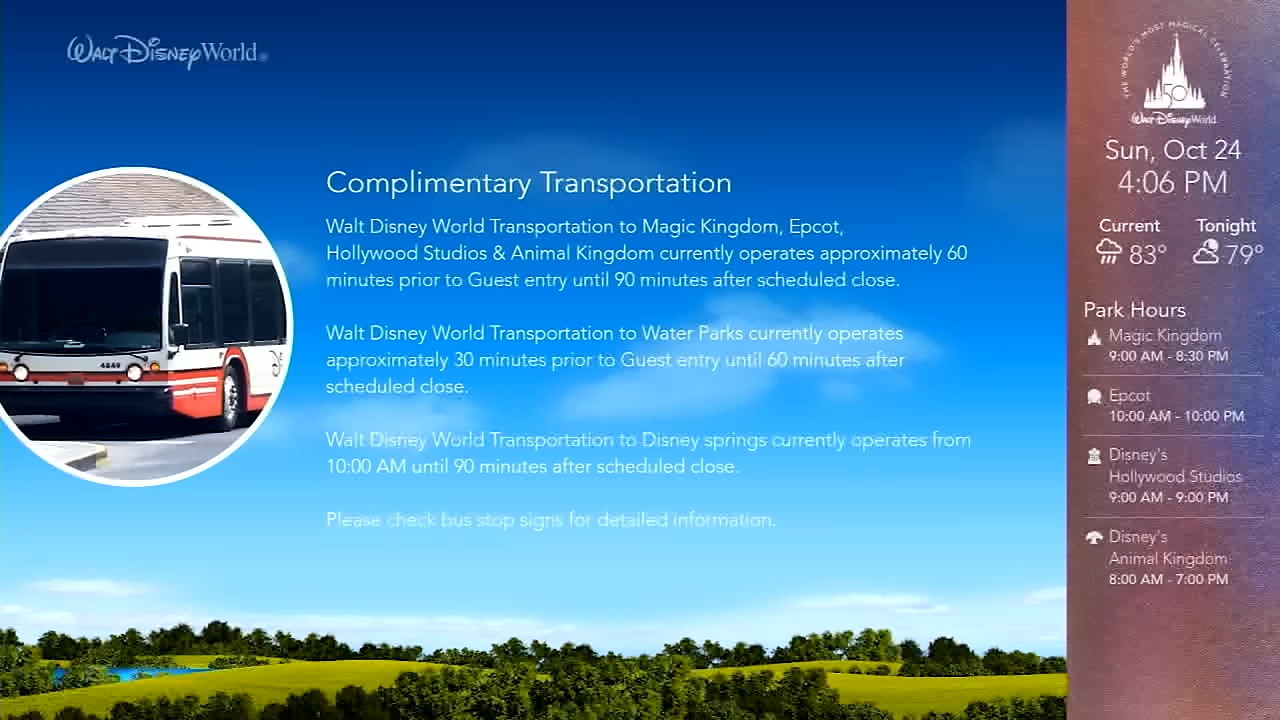 Walt Disney World
Complimentary Transportation
Walt Disney World Transportation to Magic Kingdom, Epcot,
Hollywood Studios & Animal Kingdom currently operates approximately 60
minutes prior to Guest entry until 90 minutes after scheduled close.
Walt Disney World Transportation to Water Parks currently operates
approximately 30 minutes prior to Guest entry until 60 minutes after
scheduled close.
Walt Disney World Transportation to Disney springs currently operates from
10:00 AM until 90 minutes after scheduled close.
Please check bus stop signs for detailed information.
THE WORLD'S MOST MAGICAL CELEBRATION
50
Walt Disney World
Sun, Oct 24
4:06 PM
Current Tonight
83° 79°
Park Hours
Magic Kingdom
9:00 AM - 8:30 PM
Epcot
10:00 AM - 10:00 PM
Disney's
Hollywood Studios
9:00 AM - 9:00 PM
Disney's
Animal Kingdom
8:00 AM - 7:00 PM